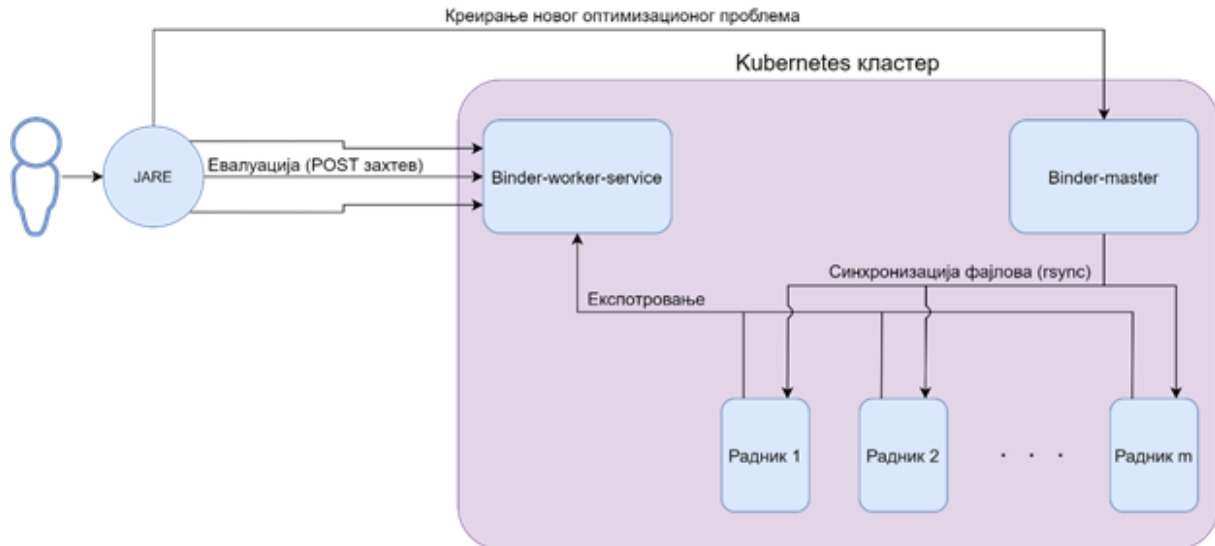 Креирање новог оптимизационог проблема
Kubernetes кластер
JARE
Евалуација (POST захтев)
Binder-worker-service
Binder-master
Синхронизација фајлова (rsync)
Експотровање
Радник 1
Радник 2
. . .
Радник m